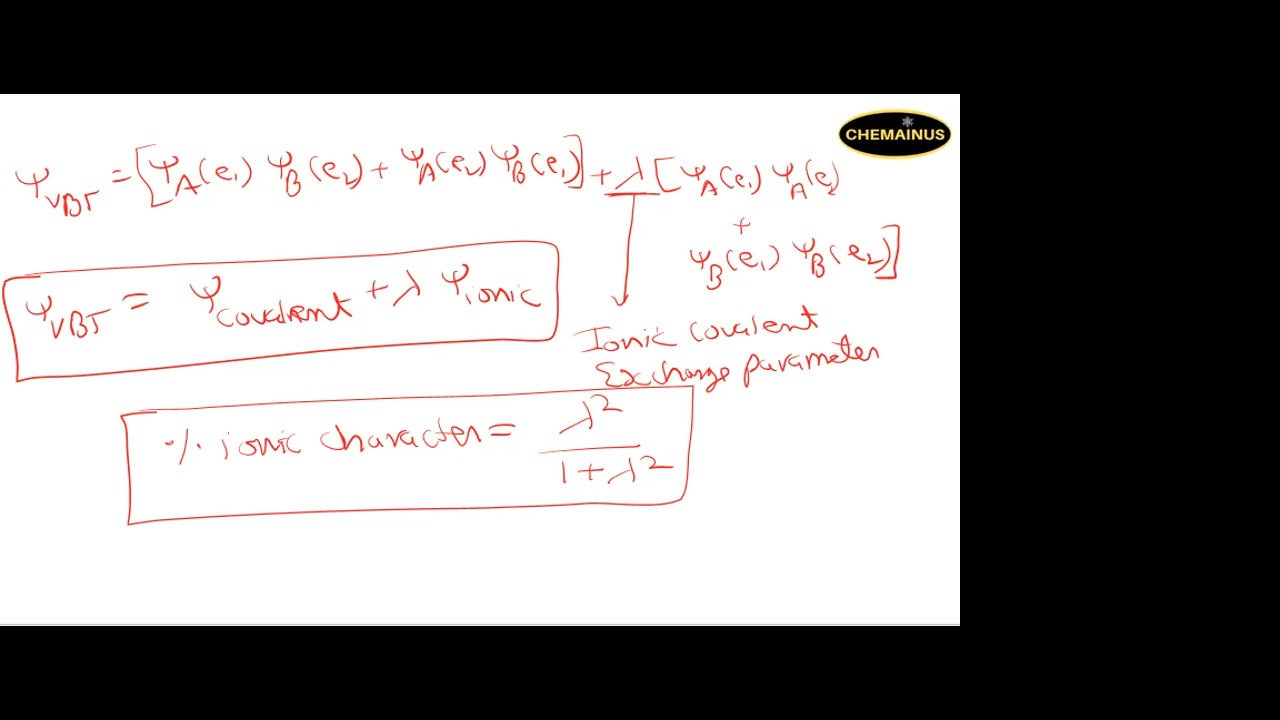 CHEMAINUS
ΨVBT = [ΨA(e1) ΨB(e2) + ΨA(e2) ΨB(e1)] + λ [ΨA(e1) ΨA(e2)
+
ΨB(e1) ΨB(e2)]
ΨVBT = Ψcovalent + λ Ψionic
Ionic covalent
Exchange parameter
% ionic character = λ²
1+λ²